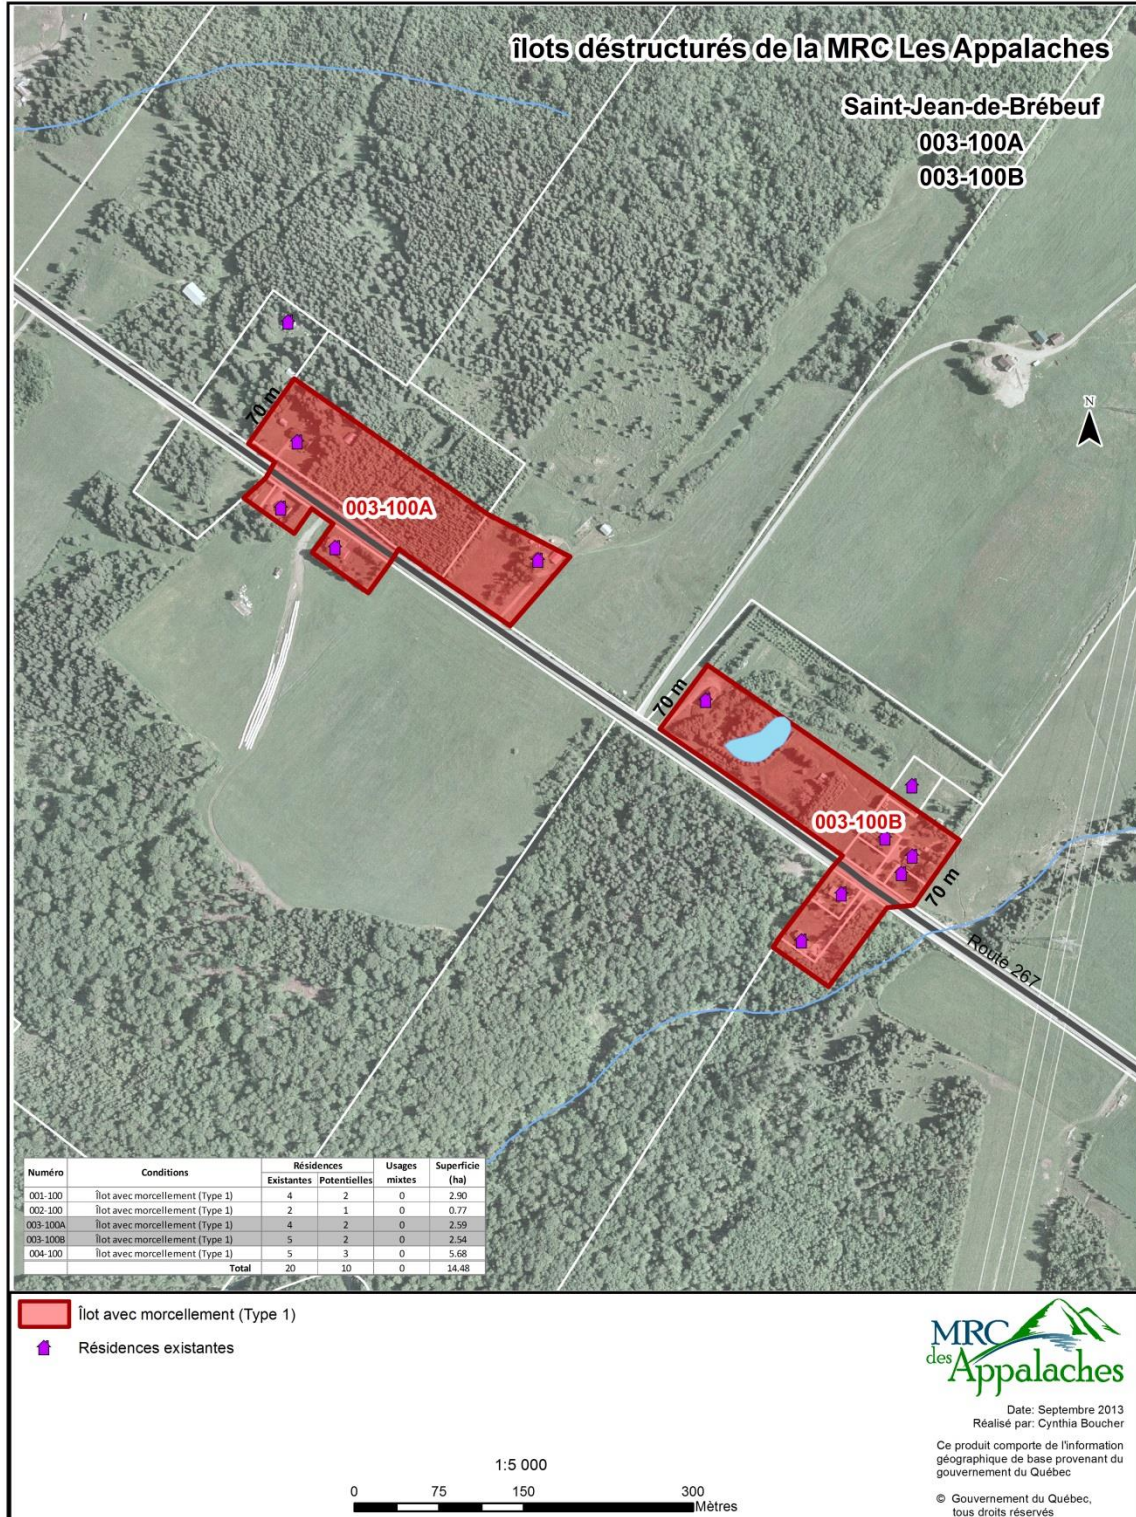 îlots déstructurés de la MRC Les Appalaches
Saint-Jean-de-Brébeuf
003-100A
003-100B
N
70 m
003-100A
70 m
003-100B
70 m
Route 267
Numéro Conditions Résidences Usages mixtes Superficie (ha)
Existantes Potentielles
001-100 Îlot avec morcellement (Type 1) 4 2 0 2.90
002-100 Îlot avec morcellement (Type 1) 2 1 0 0.77
003-100A Îlot avec morcellement (Type 1) 4 2 0 2.59
003-100B Îlot avec morcellement (Type 1) 5 2 0 2.54
004-100 Îlot avec morcellement (Type 1) 5 3 0 5.68
Total 20 10 0 14.48
Îlot avec morcellement (Type 1)
Résidences existantes
MRC
des Appalaches
Date: Septembre 2013
Réalisé par: Cynthia Boucher
Ce produit comporte de l'information
géographique de base provenant du
gouvernement du Québec
© Gouvernement du Québec,
tous droits réservés
1:5 000
0 75 150 300
Mètres